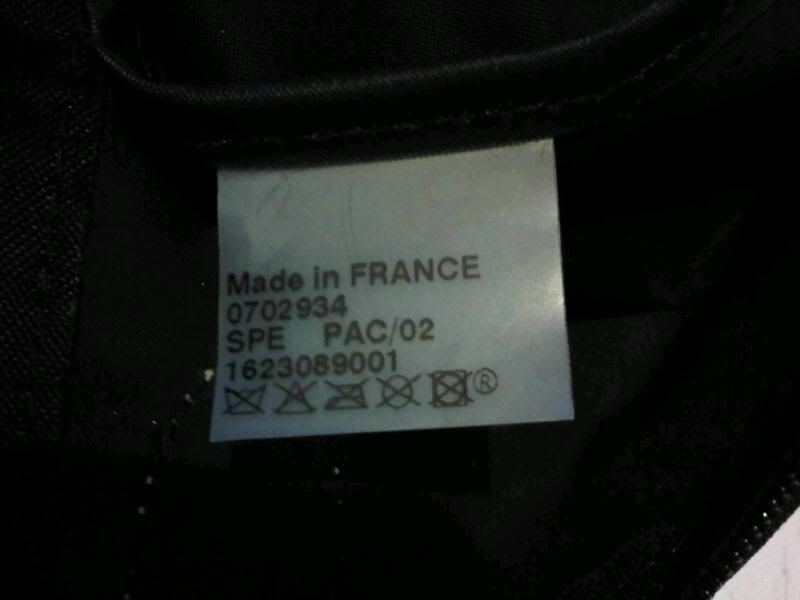 Made in FRANCE
0702934
SPE PAC/02
1623089001
®